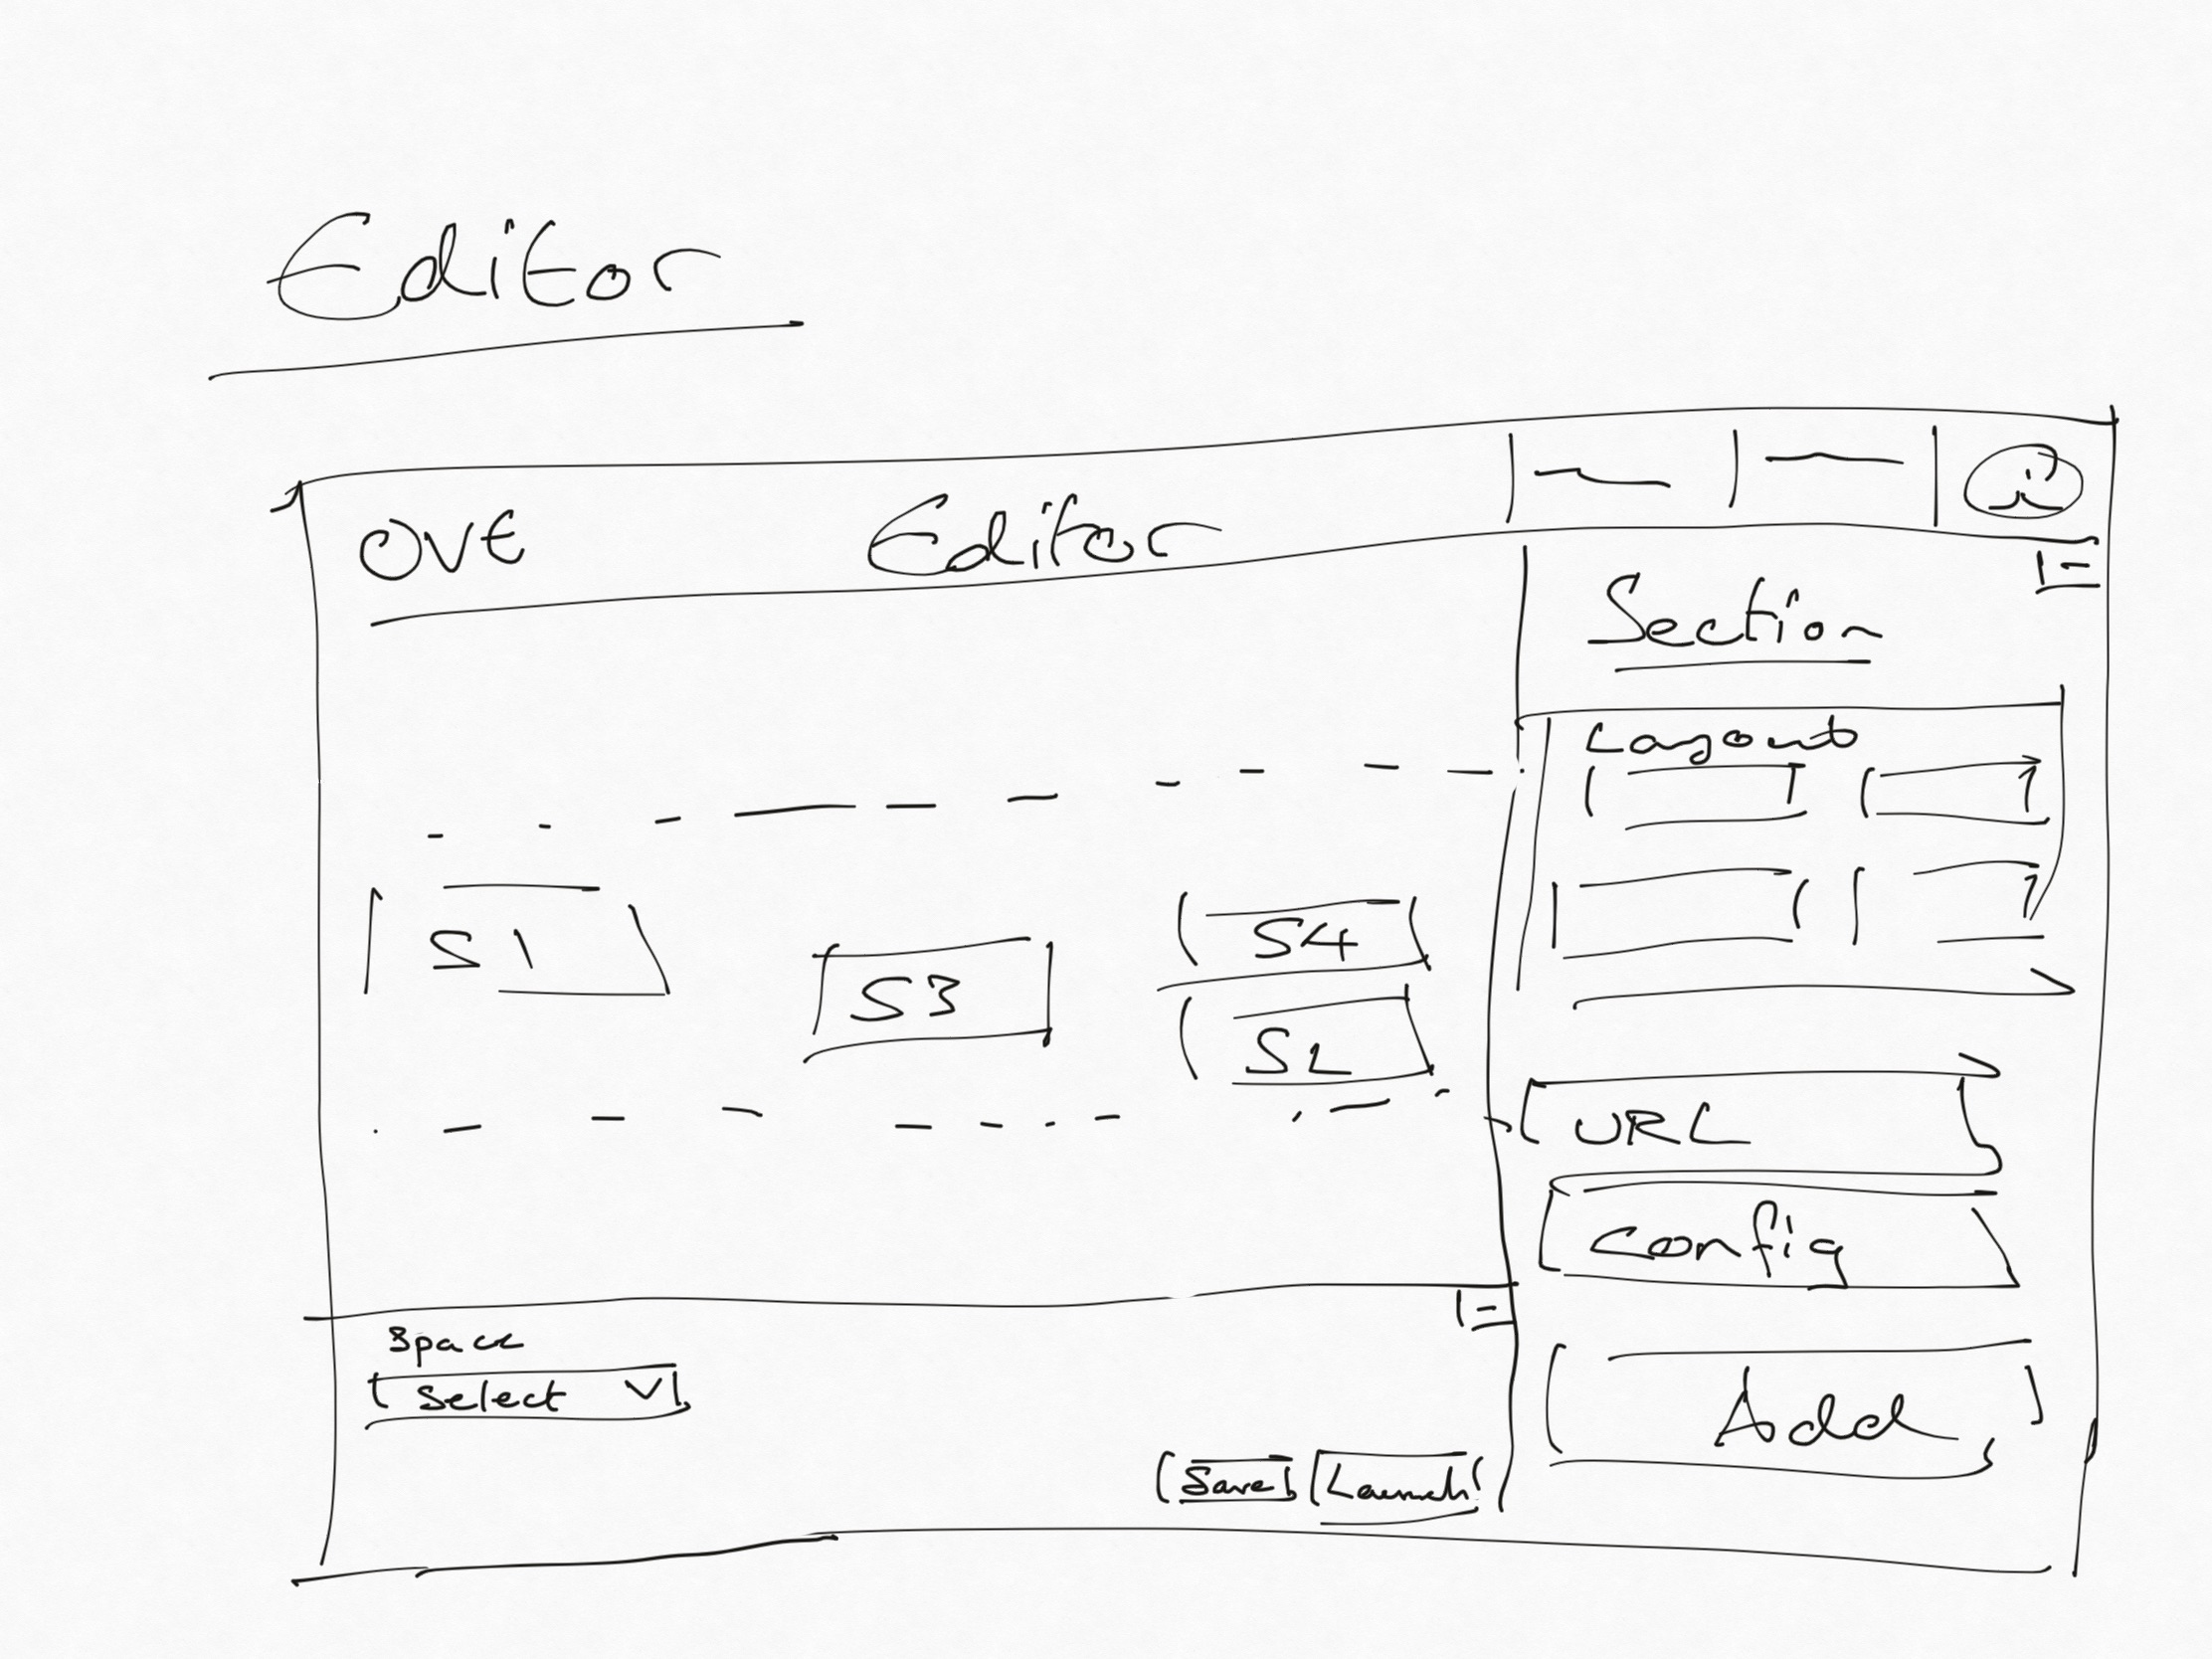 Editor
OVE Editor
Section
Layout
S1
S3
S4
S2
URL
Config
Space
Select
Add
Save Launch